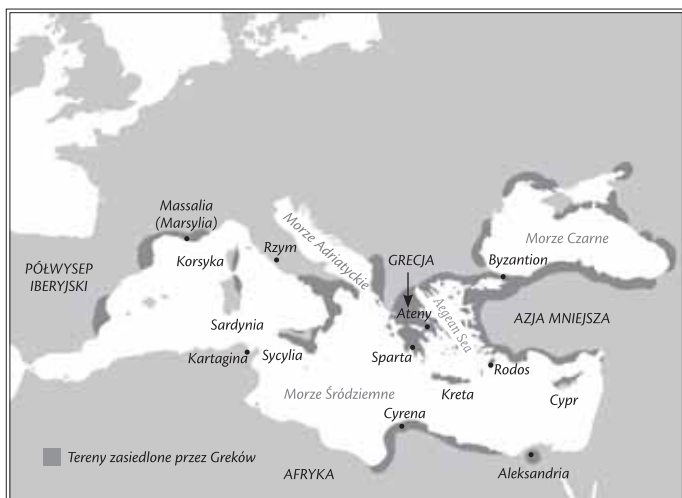 Massalia
(Marsylia)
PÓŁWYSEP
IBERYJSKI
Korsyka
Rzym
Morze Adriatyckie
GRECJA
Byzantion
Morze Czarne
Ateny
Aegean Sea
AZJA MNIEJSZA
Sardynia
Kartagina
Sycylia
Sparta
Rodos
Morze Śródziemne
Kreta
Cypr
Cyrena
Tereny zasiedlone przez Greków
AFRYKA
Aleksandria